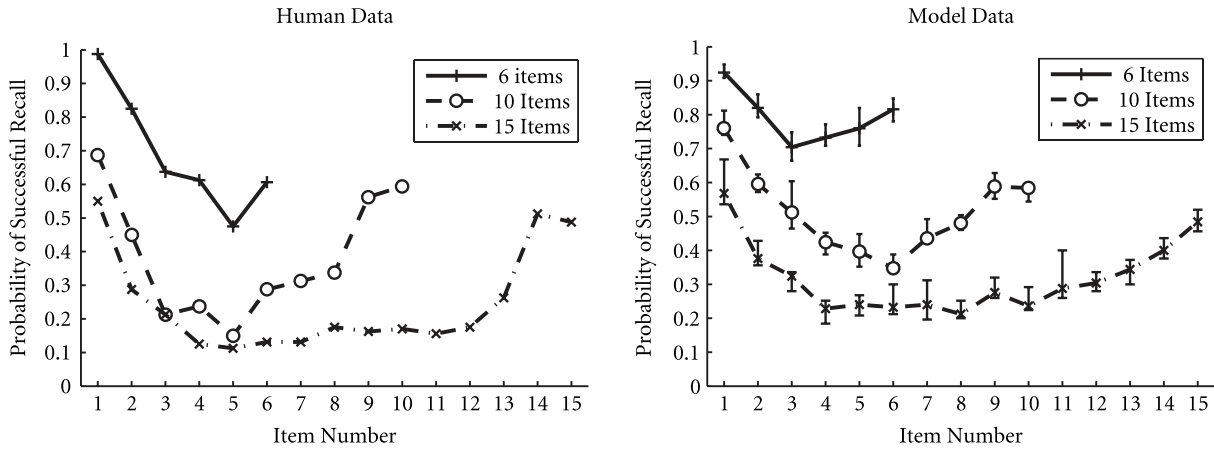 Human Data
Probability of Successful Recall
1
0.9
0.8
0.7
0.6
0.5
0.4
0.3
0.2
0.1
0
6 items
10 Items
15 Items
1 2 3 4 5 6 7 8 9 10 11 12 13 14 15
Item Number
Model Data
Probability of Successful Recall
1
0.9
0.8
0.7
0.6
0.5
0.4
0.3
0.2
0.1
0
6 Items
10 Items
15 Items
1 2 3 4 5 6 7 8 9 10 11 12 13 14 15
Item Number